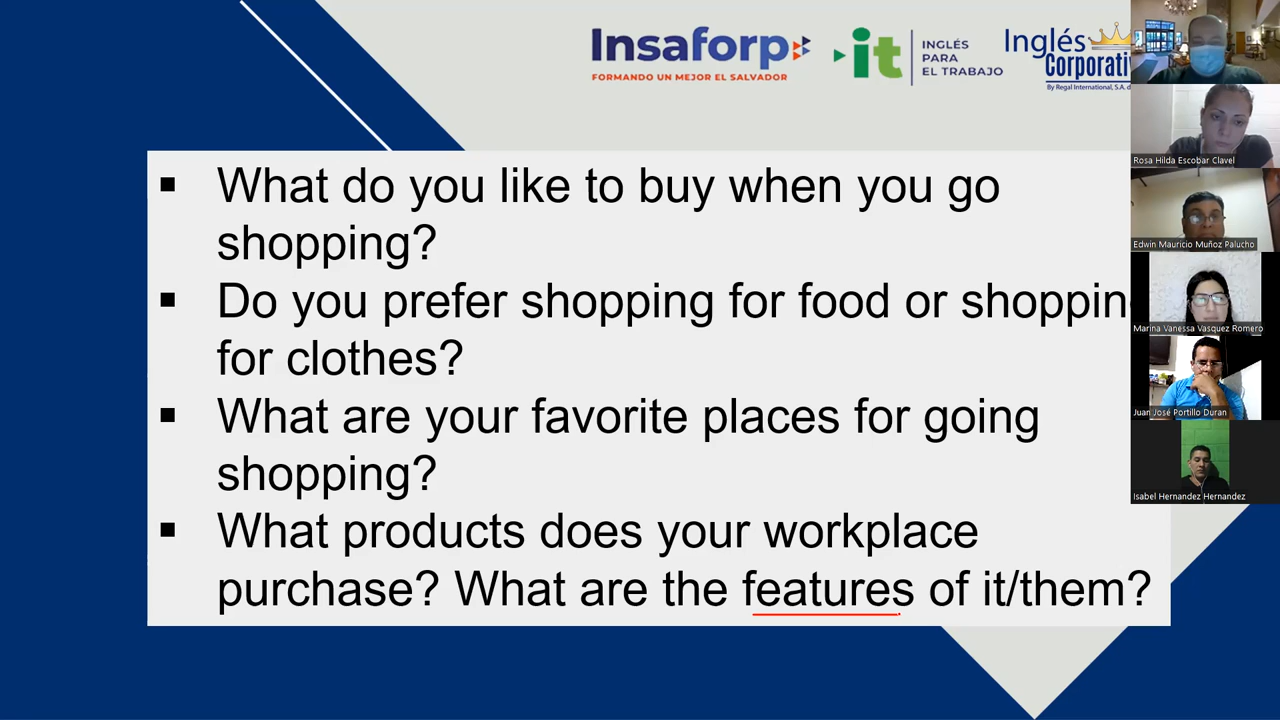 Insaforp
FORMANDO UN MEJOR EL SALVADOR
it
INGLÉS
PARA
EL TRABAJO
Inglés
Corporativ
By Regal International, S.A. d
▪ What do you like to buy when you go
shopping?
▪ Do you prefer shopping for food or shoppin
for clothes?
▪ What are your favorite places for going
shopping?
▪ What products does your workplace
purchase? What are the features of it/them?
Rosa Hilda Escobar Clavel
Edwin Mauricio Muñoz Palucho
Marina Vanessa Vasquez Romero
Juan José Portillo Duran
Isabel Hernandez Hernandez